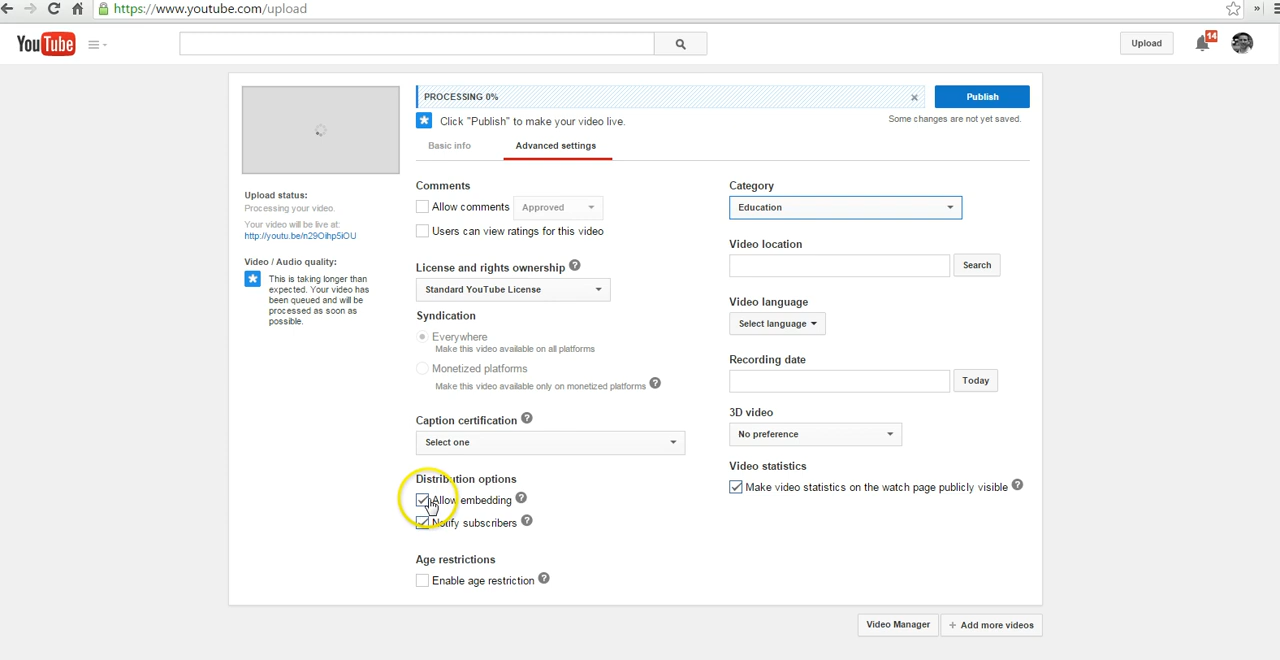 https://www.youtube.com/upload
YouTube
Upload
14
PROCESSING 0%
Publish
Click "Publish" to make your video live.
Some changes are not yet saved.
Basic info
Advanced settings
Upload status:
Processing your video.
Your video will be live at:
http://youtu.be/n29Oihp5iOU
Video / Audio quality:
This is taking longer than
expected. Your video has
been queued and will be
processed as soon as
possible.
Comments
Allow comments
Approved
Users can view ratings for this video
License and rights ownership ?
Standard YouTube License
Syndication
Everywhere
Make this video available on all platforms
Monetized platforms
Make this video available only on monetized platforms ?
Caption certification ?
Select one
Distribution options
Allow embedding ?
Notify subscribers ?
Age restrictions
Enable age restriction ?
Category
Education
Video location
Search
Video language
Select language
Recording date
Today
3D video
No preference
Video statistics
Make video statistics on the watch page publicly visible ?
Video Manager
+ Add more videos